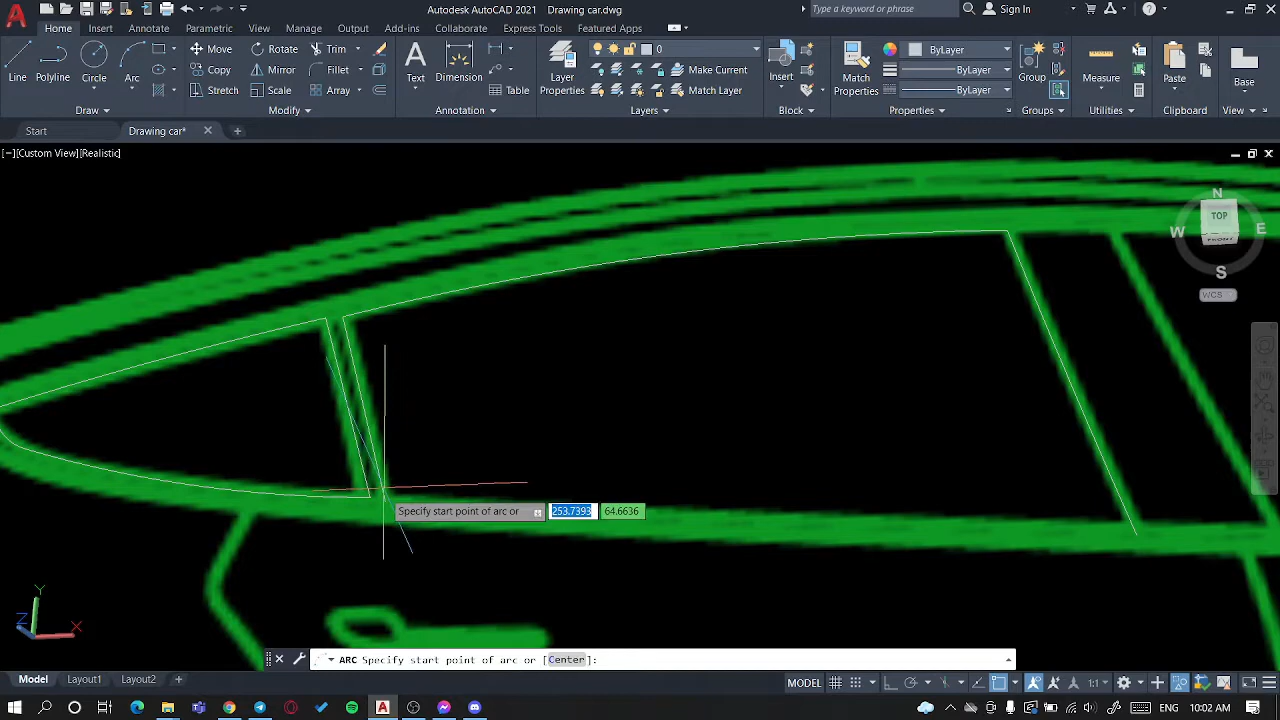 A Autodesk AutoCAD 2021 Drawing car.dwg Type a keyword or phrase Sign In
Home Insert Annotate Parametric View Manage Output Add-ins Collaborate Express Tools Featured Apps
Line Polyline Circle Arc Move Rotate Trim A Text Dimension Layer Properties 0 Insert Match Properties ByLayer Group Measure Paste Base
Copy Mirror Fillet Make Current ByLayer
Stretch Scale Array Table Match Layer ByLayer
Draw Modify Annotation Layers Block Properties Groups Utilities Clipboard View
Start Drawing car*
[−][Custom View][Realistic]
N
W TOP E
FRONT
S
WCS
Specify start point of arc or 253.7393 64.6636
Y
Z X
ARC Specify start point of arc or [Center]:
Model Layout1 Layout2 + MODEL 1:1
ENG 10:02 AM